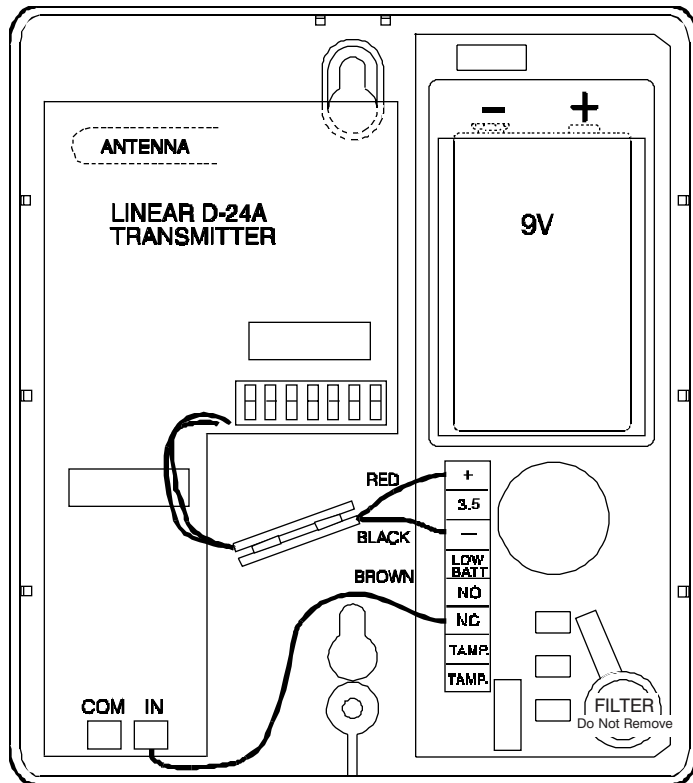 ANTENNA
LINEAR D-24A
TRANSMITTER
- +
9V
RED
BLACK
BROWN
+
3.5
-
LOW
BATT
NO
NC
TAMP.
TAMP.
COM IN
FILTER
Do Not Remove